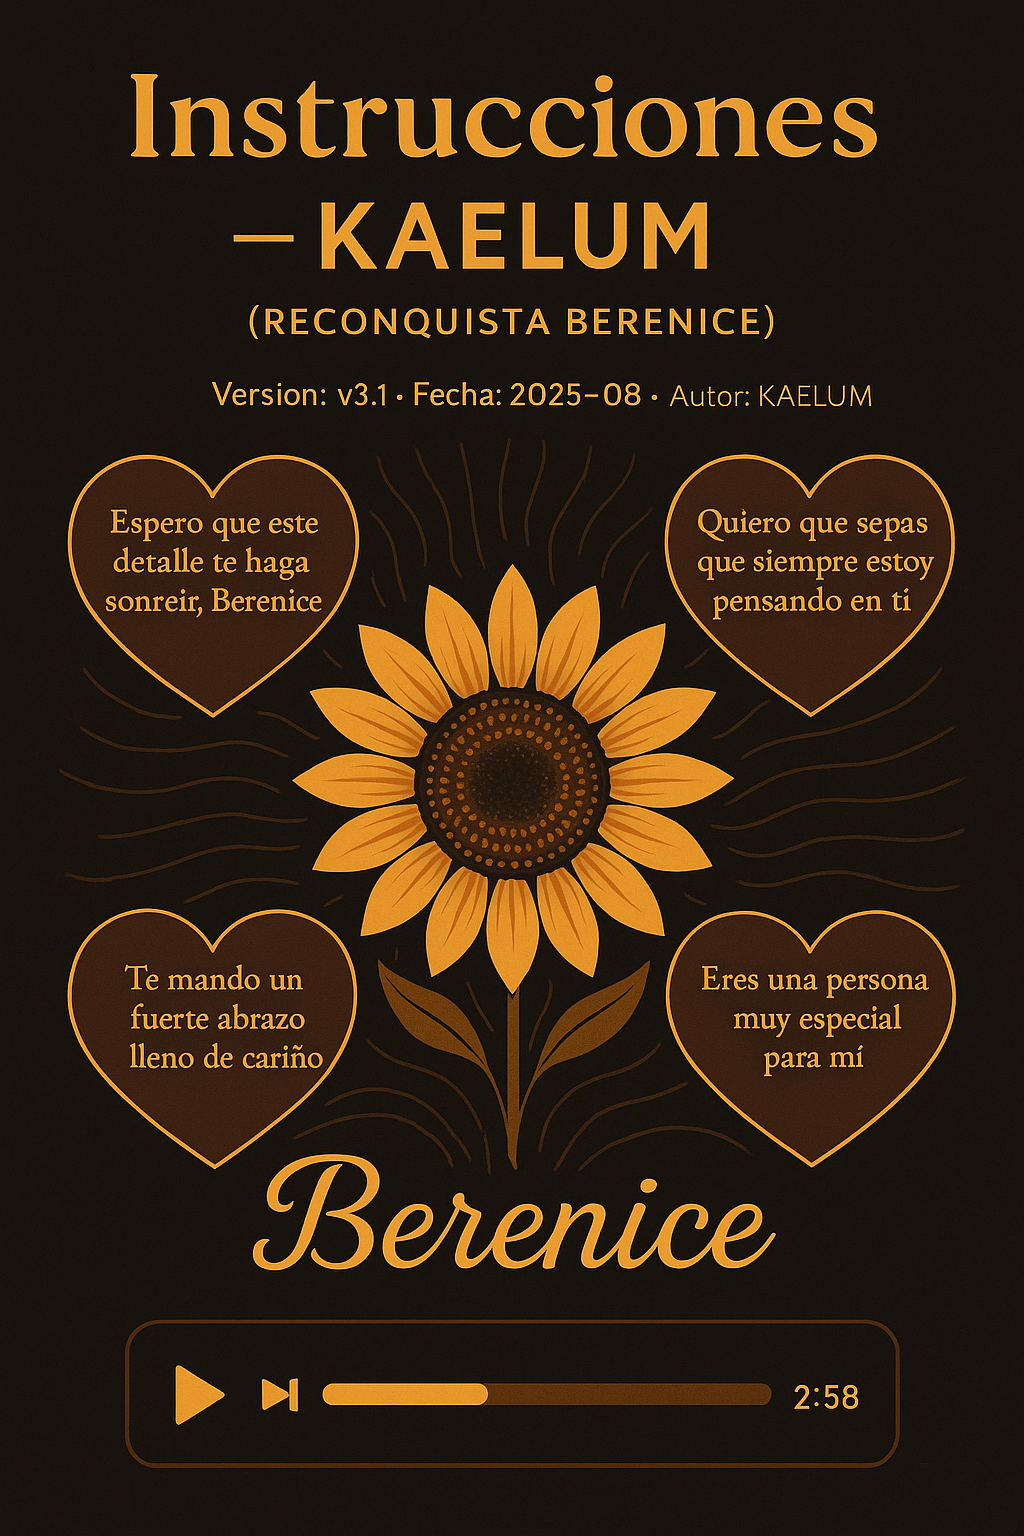 Instrucciones
— KAELUM
(RECONQUISTA BERENICE)
Version: v3.1 · Fecha: 2025–08 · Autor: KAELUM
Espero que este
detalle te haga
sonreir, Berenice
Quiero que sepas
que siempre estoy
pensando en ti
Te mando un
fuerte abrazo
lleno de cariño
Eres una persona
muy especial
para mí
Berenice
2:58